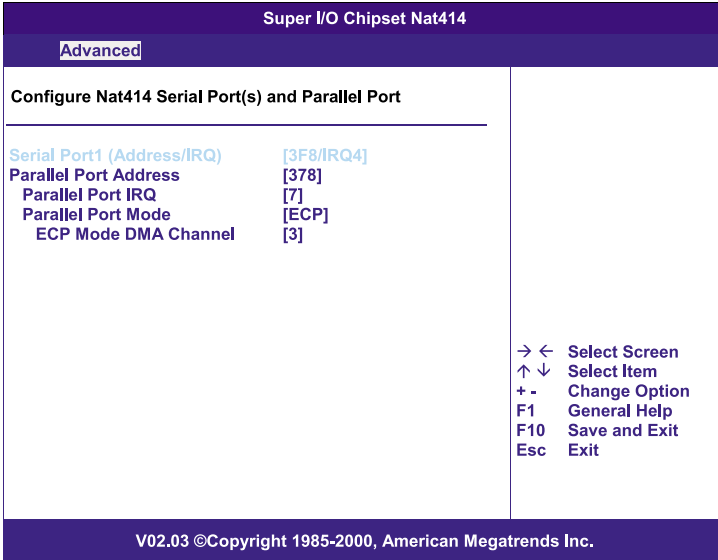 Super I/O Chipset Nat414
Advanced
Configure Nat414 Serial Port(s) and Parallel Port
Serial Port1 (Address/IRQ) [3F8/IRQ4]
Parallel Port Address [378]
Parallel Port IRQ [7]
Parallel Port Mode [ECP]
ECP Mode DMA Channel [3]
→ ← Select Screen
↑ ↓ Select Item
+ - Change Option
F1 General Help
F10 Save and Exit
Esc Exit
V02.03 ©Copyright 1985-2000, American Megatrends Inc.